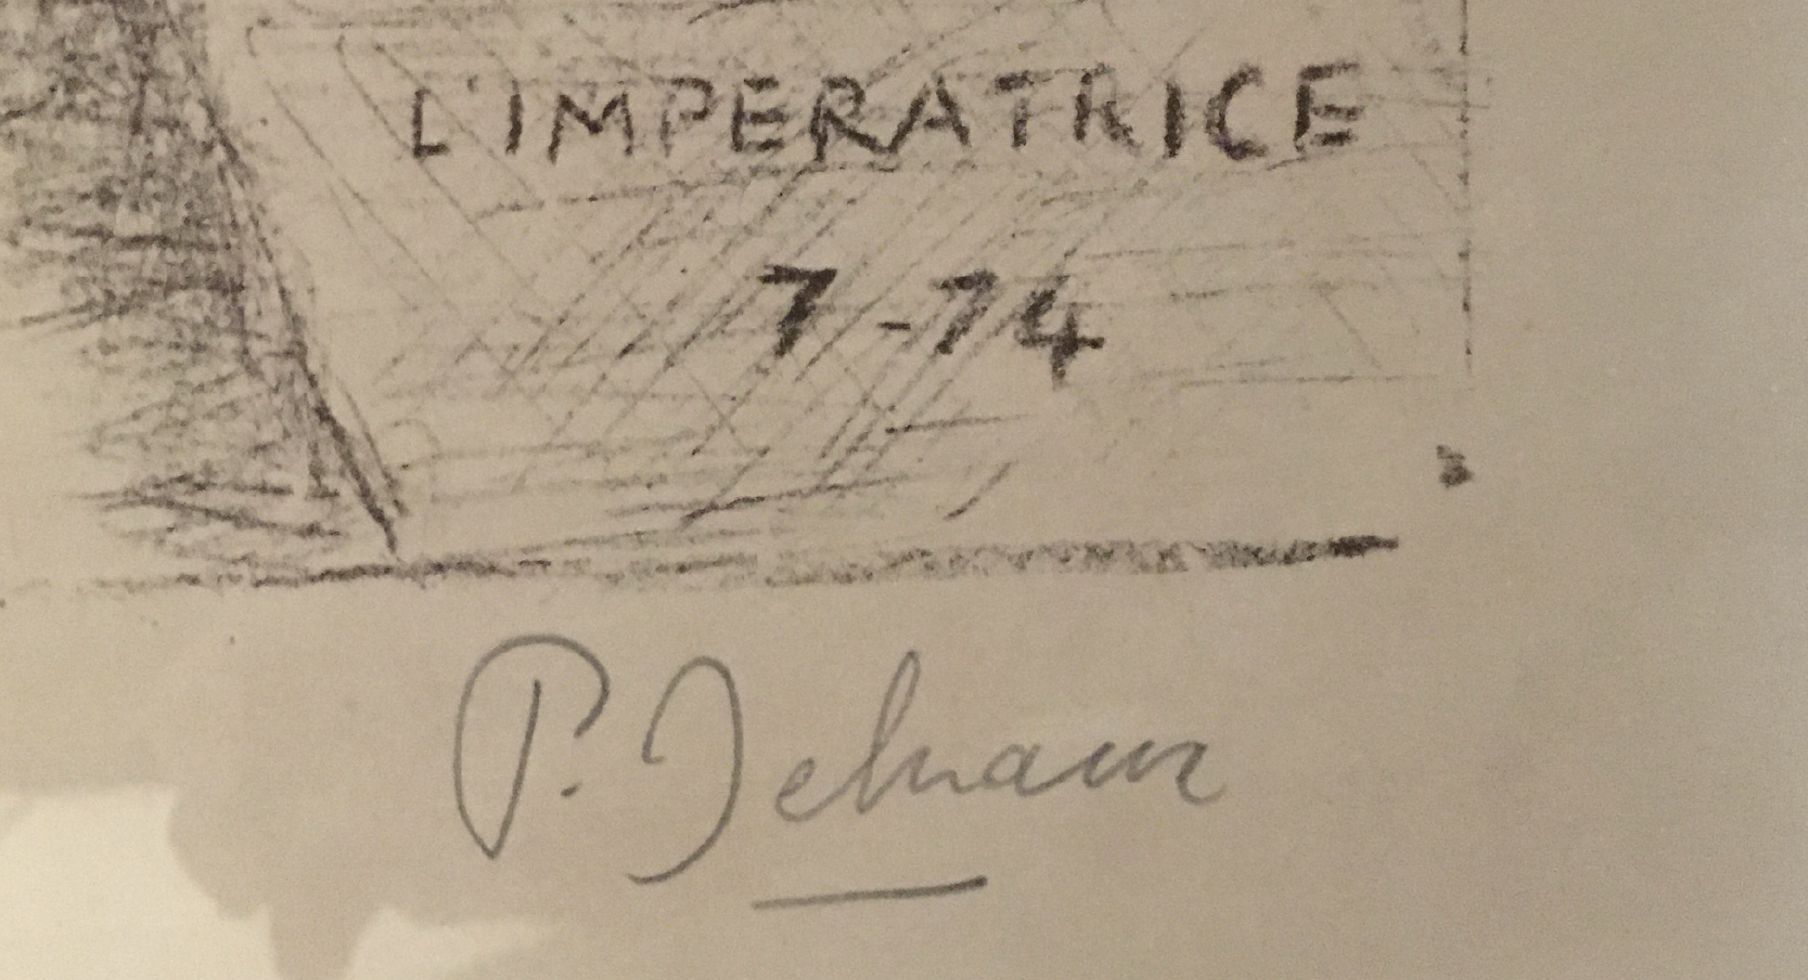 L'IMPERATRICE
7-74
P. Delvaux